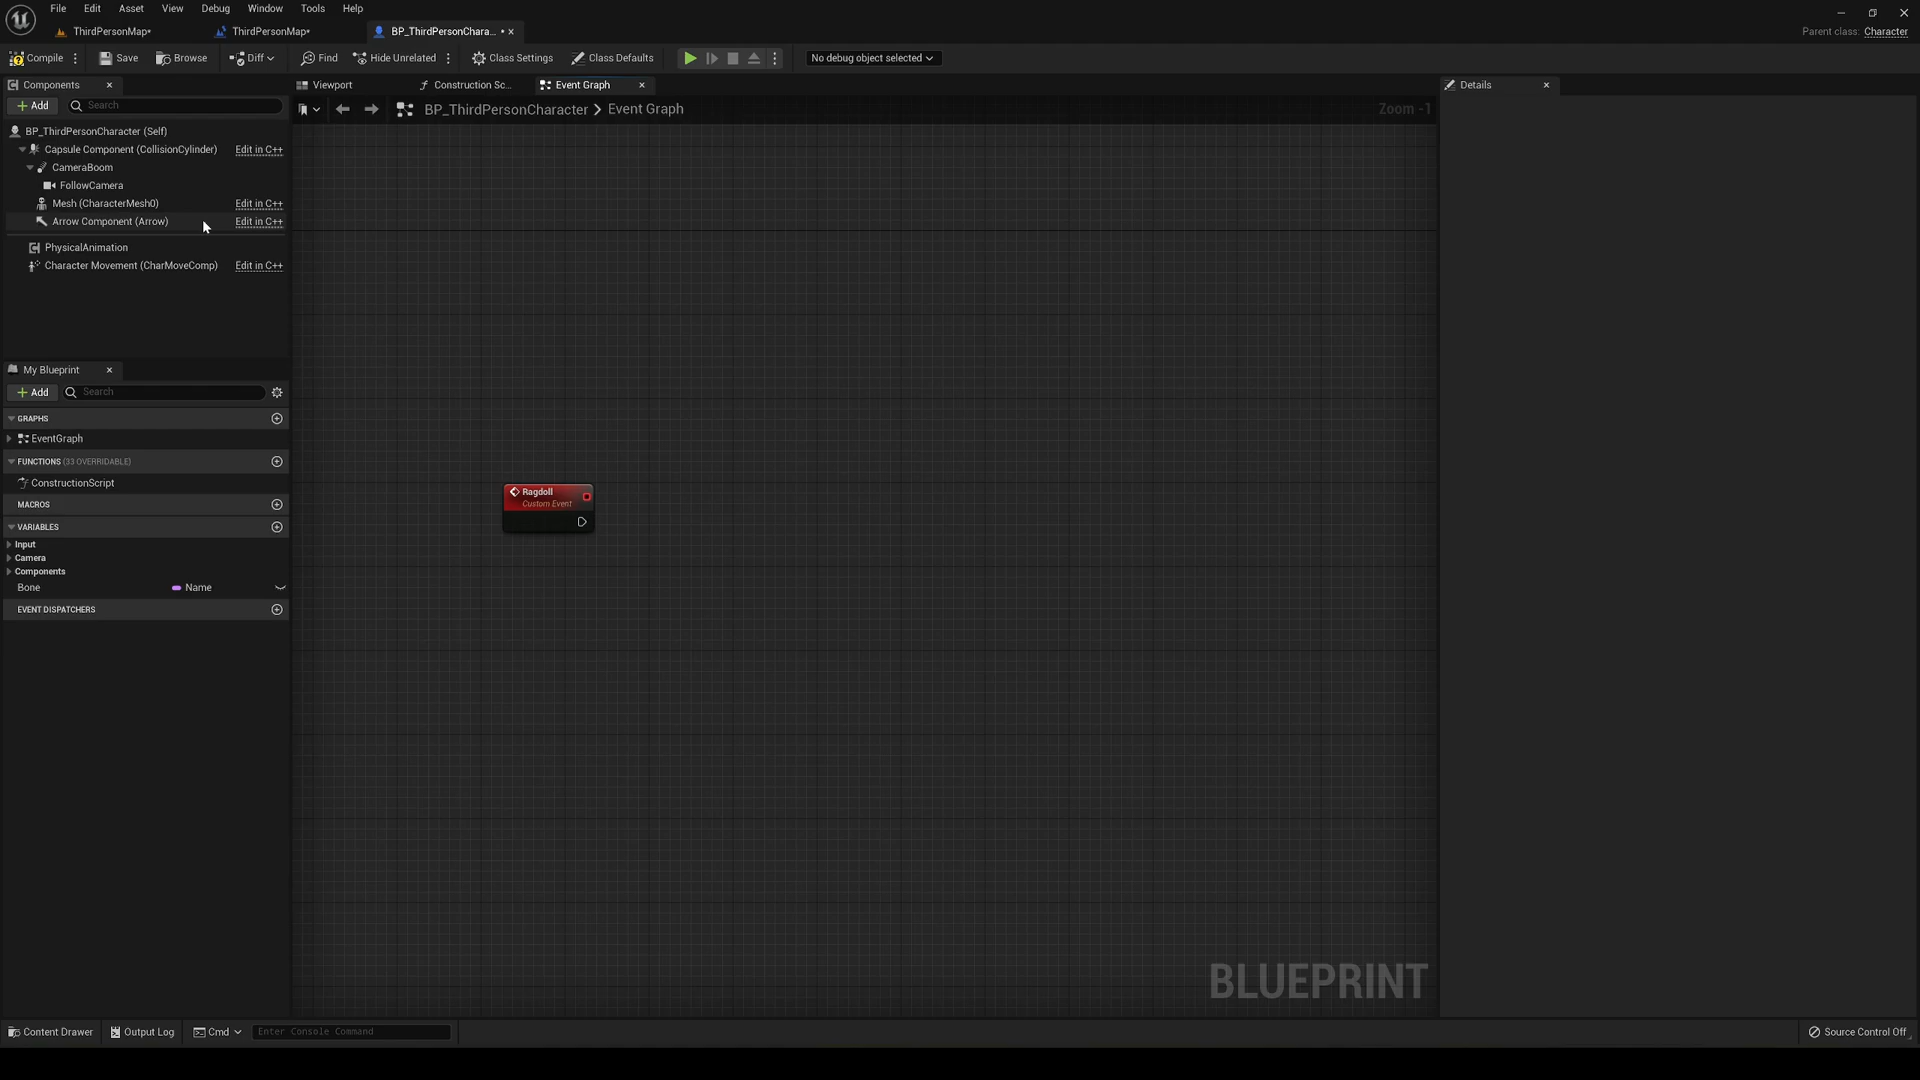 File Edit Asset View Debug Window Tools Help
ThirdPersonMap* ThirdPersonMap* BP_ThirdPersonChara... *
Parent class: Character
Compile Save Browse Diff Find Hide Unrelated Class Settings Class Defaults No debug object selected
Components Viewport Construction Sc... Event Graph Details
Add Search
BP_ThirdPersonCharacter > Event Graph Zoom -1
BP_ThirdPersonCharacter (Self)
Capsule Component (CollisionCylinder) Edit in C++
CameraBoom
FollowCamera
Mesh (CharacterMesh0) Edit in C++
Arrow Component (Arrow) Edit in C++
PhysicalAnimation
Character Movement (CharMoveComp) Edit in C++
My Blueprint
Add Search
GRAPHS
EventGraph
FUNCTIONS (33 OVERRIDABLE)
ConstructionScript
MACROS
VARIABLES
Input
Camera
Components
Bone Name
EVENT DISPATCHERS
Ragdoll
Custom Event
BLUEPRINT
Content Drawer Output Log Cmd Enter Console Command Source Control Off